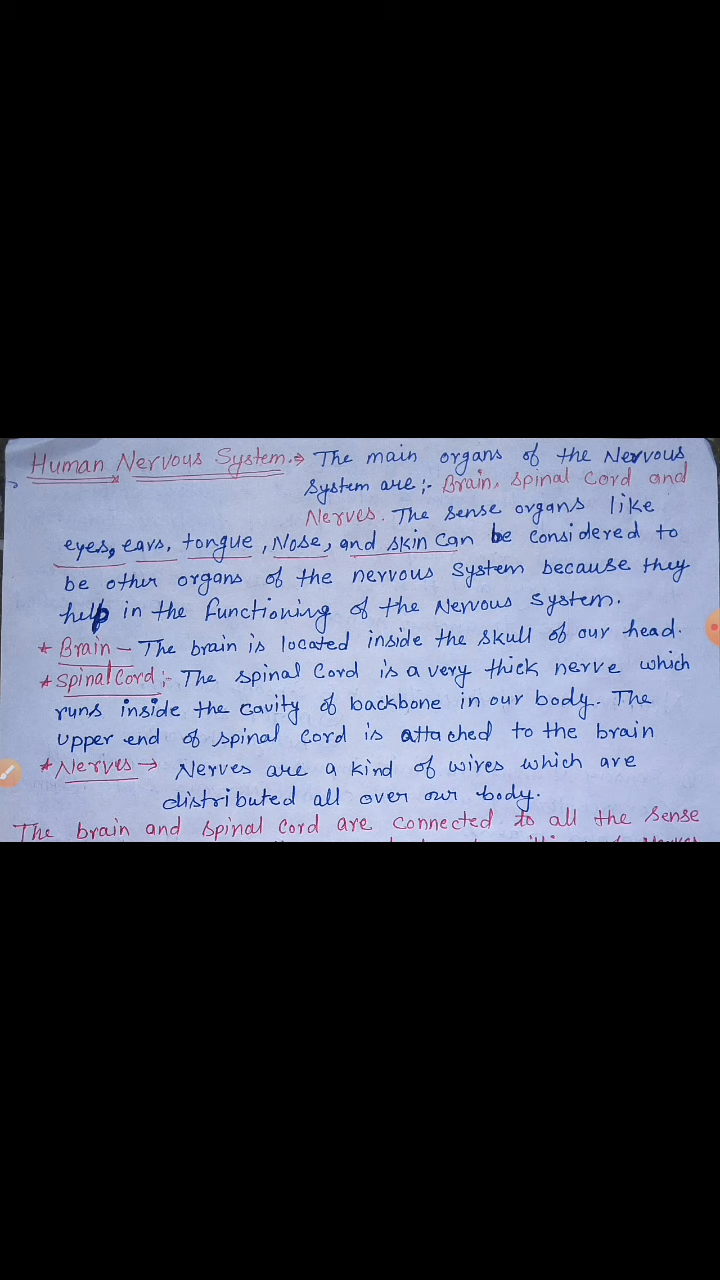 Human Nervous System.⇒ The main organs of the Nervous
System are ;- Brain, Spinal Cord and
Nerves. The sense organs like
eyes, ears, tongue, Nose, and skin can be considered to
be other organs of the nervous system because they
help in the functioning of the Nervous system.
* Brain – The brain is located inside the skull of our head.
* Spinal Cord ;- The spinal Cord is a very thick nerve which
runs inside the cavity of backbone in our body. The
upper end of spinal cord is attached to the brain
* Nerves → Nerves are a kind of wires which are
distributed all over our body.
The brain and spinal cord are connected to all the sense